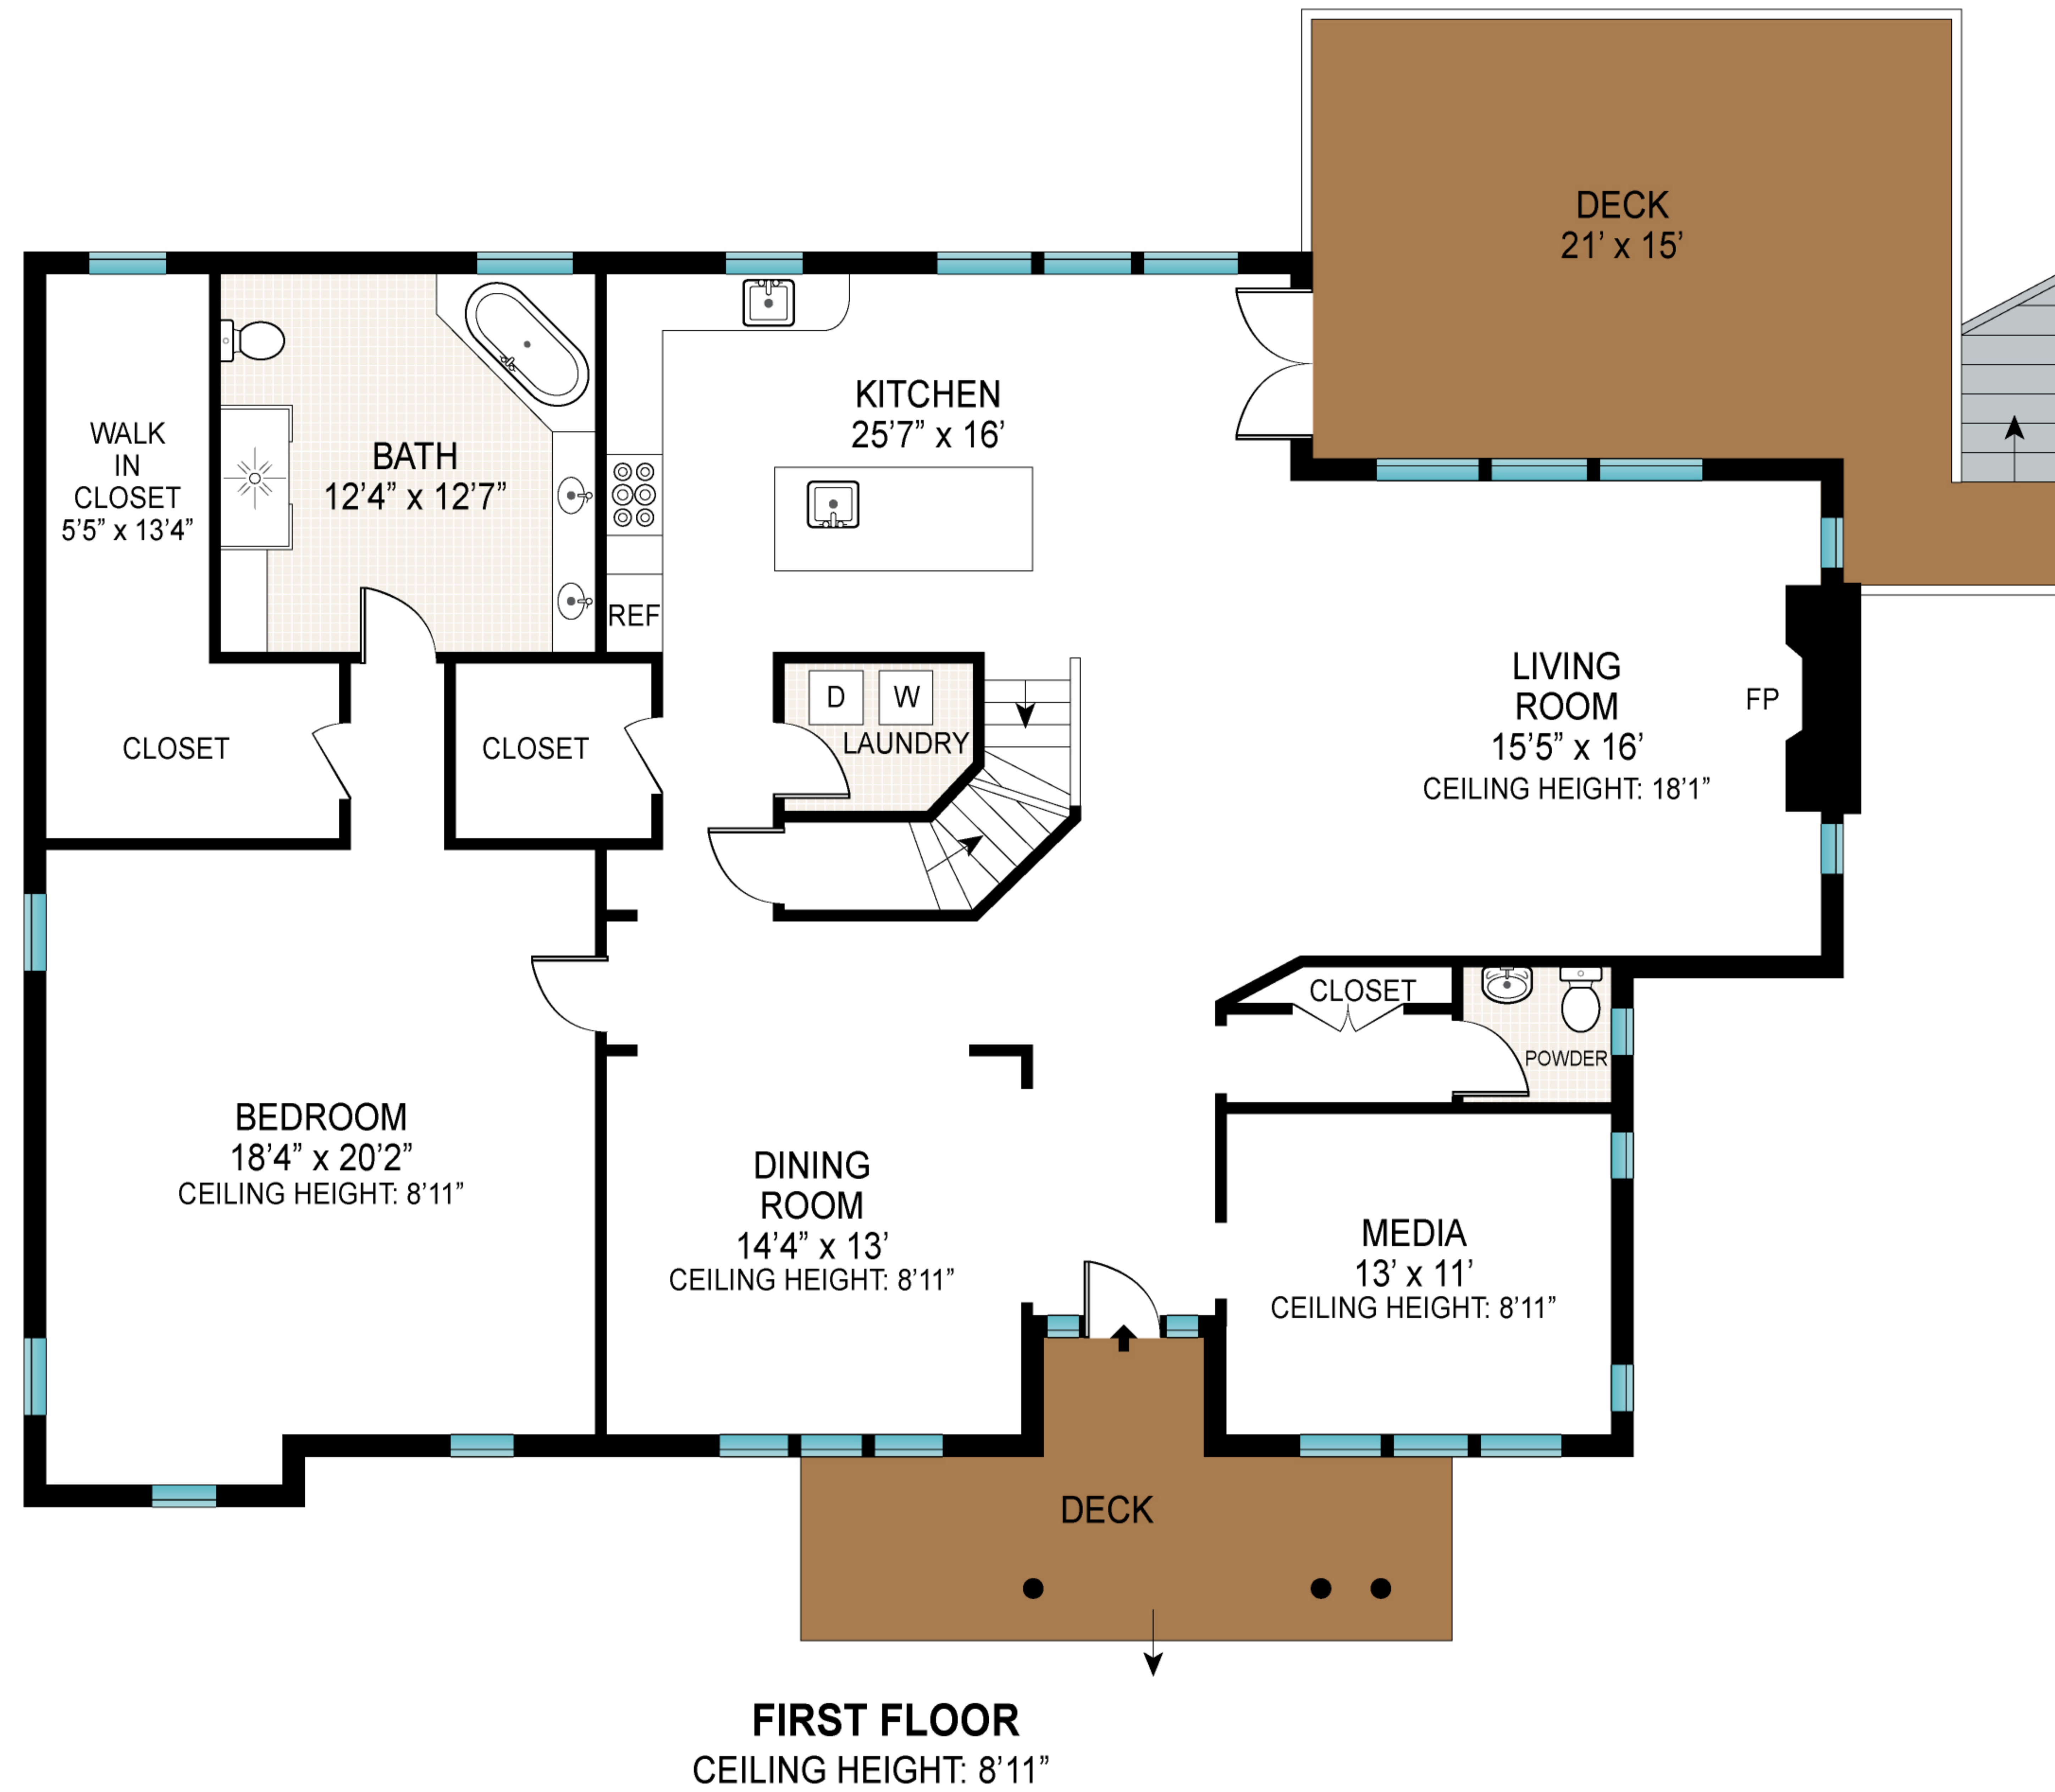 DECK
21’ x 15’
KITCHEN
25’7” x 16’
WALK
IN
CLOSET
5’5” x 13’4”
BATH
12’4” x 12’7”
REF
LIVING
ROOM
15’5” x 16’
CEILING HEIGHT: 18’1”
FP
D
W
LAUNDRY
CLOSET
CLOSET
CLOSET
POWDER
BEDROOM
18’4” x 20’2”
CEILING HEIGHT: 8’11”
DINING
ROOM
14’4” x 13’
CEILING HEIGHT: 8’11”
MEDIA
13’ x 11’
CEILING HEIGHT: 8’11”
DECK
FIRST FLOOR
CEILING HEIGHT: 8’11”